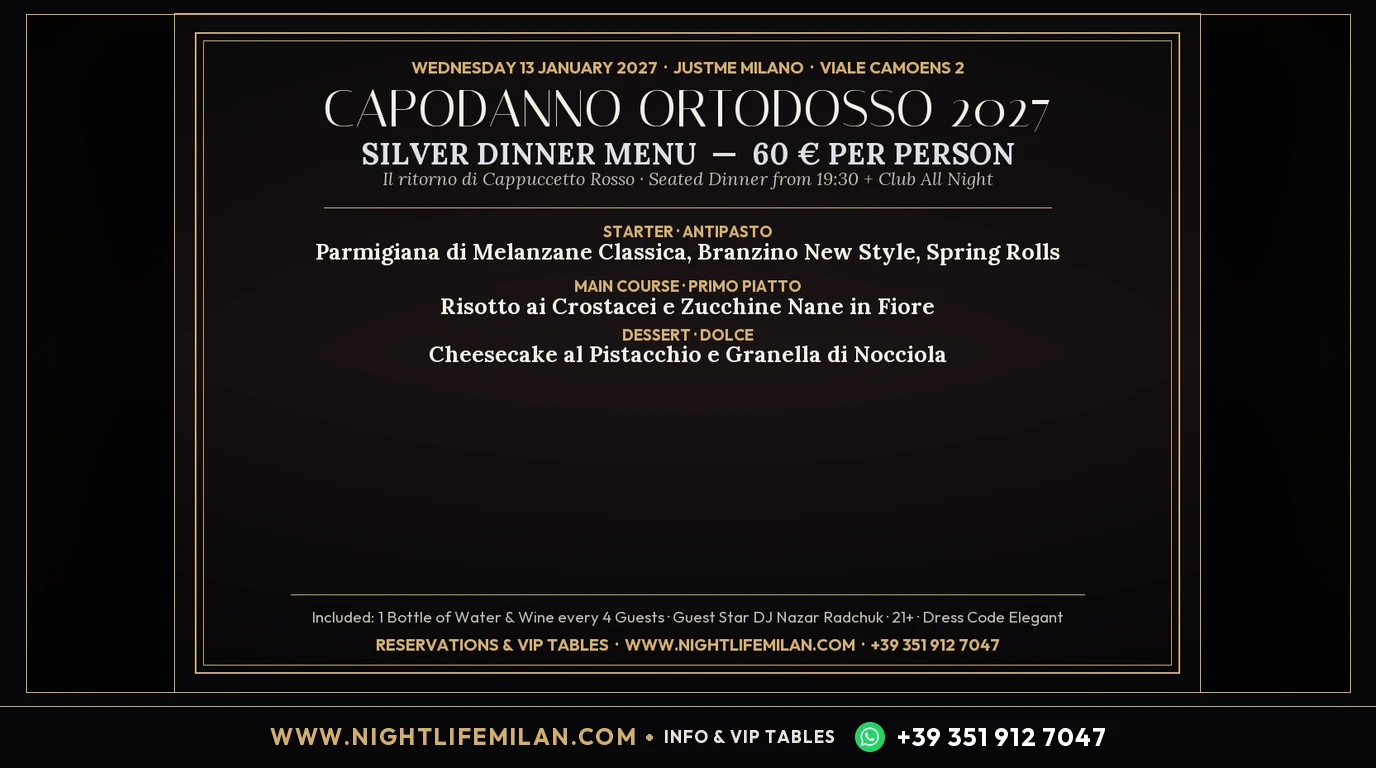 WEDNESDAY 13 JANUARY 2027 · JUSTME MILANO · VIALE CAMOENS 2
CAPODANNO ORTODOSSO 2027
SILVER DINNER MENU — 60 € PER PERSON
Il ritorno di Cappuccetto Rosso · Seated Dinner from 19:30 + Club All Night
STARTER · ANTIPASTO
Parmigiana di Melanzane Classica, Branzino New Style, Spring Rolls
MAIN COURSE · PRIMO PIATTO
Risotto ai Crostacei e Zucchine Nane in Fiore
DESSERT · DOLCE
Cheesecake al Pistacchio e Granella di Nocciola
Included: 1 Bottle of Water & Wine every 4 Guests · Guest Star DJ Nazar Radchuk · 21+ · Dress Code Elegant
RESERVATIONS & VIP TABLES · WWW.NIGHTLIFEMILAN.COM · +39 351 912 7047
WWW.NIGHTLIFEMILAN.COM • INFO & VIP TABLES +39 351 912 7047